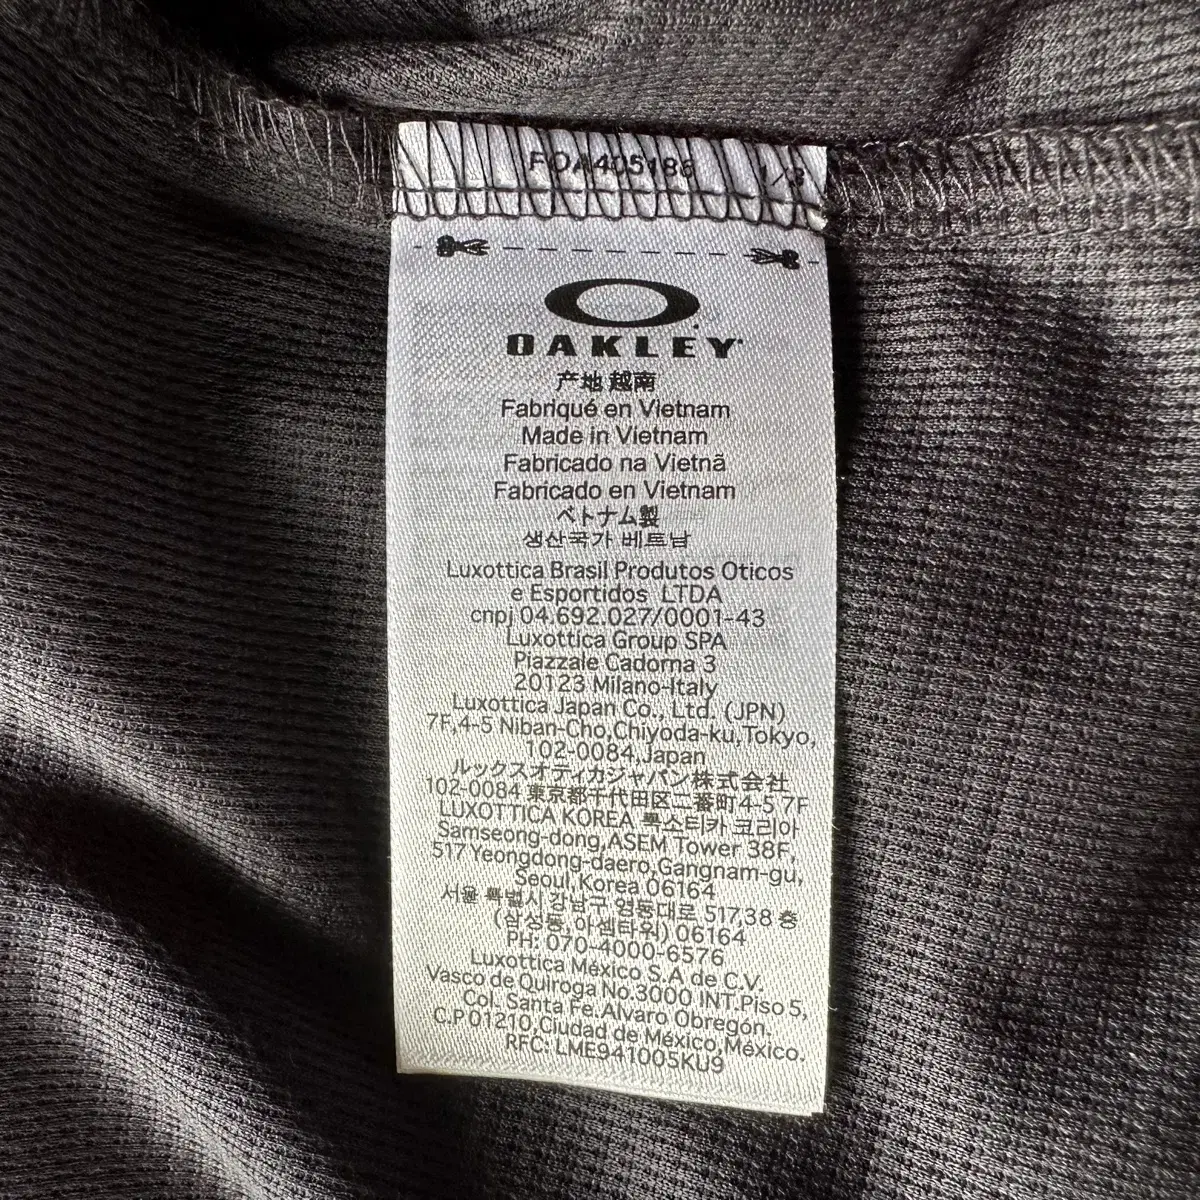 FOA405186 1/3
OAKLEY
产地 越南
Fabriqué en Vietnam
Made in Vietnam
Fabricado na Vietnã
Fabricado en Vietnam
ベトナム製
생산국가 베트남
Luxottica Brasil Produtos Oticos
e Esportidos LTDA
cnpj 04.692.027/0001-43
Luxottica Group SPA
Piazzale Cadorna 3
20123 Milano-Italy
Luxottica Japan Co., Ltd. (JPN)
7F,4-5 Niban-Cho,Chiyoda-ku,Tokyo,
102-0084,Japan
ルックスオティカジャパン株式会社
102-0084 東京都千代田区二番町4-5 7F
LUXOTTICA KOREA 룩소티카 코리아
Samseong-dong,ASEM Tower 38F,
517 Yeongdong-daero,Gangnam-gu,
Seoul,Korea 06164
서울 특별시 강남구 영동대로 517,38 층
(삼성동 아셈타워) 06164
PH: 070-4000-6576
Luxottica México S.A de C.V.
Vasco de Quiroga No.3000 INT.Piso 5,
Col. Santa Fe. Alvaro Obregón.
C.P 01210,Ciudad de México,México.
RFC: LME941005KU9